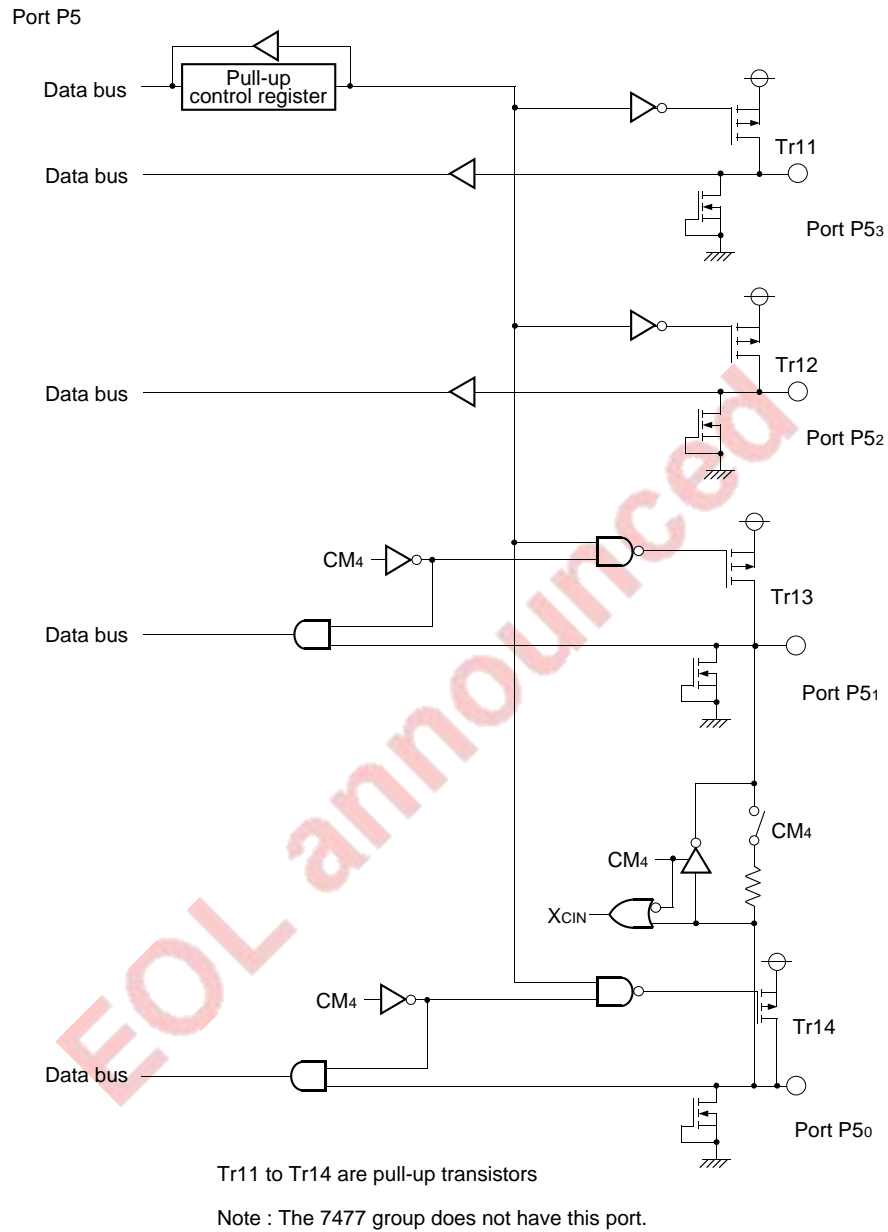 Port P5
Data bus
Pull-up
control register
Tr11
Data bus
Port P53
Tr12
Data bus
Port P52
CM4
Tr13
Data bus
Port P51
CM4
CM4
XCIN
CM4
Tr14
Data bus
Port P50
Tr11 to Tr14 are pull-up transistors
Note : The 7477 group does not have this port.
EOL announced